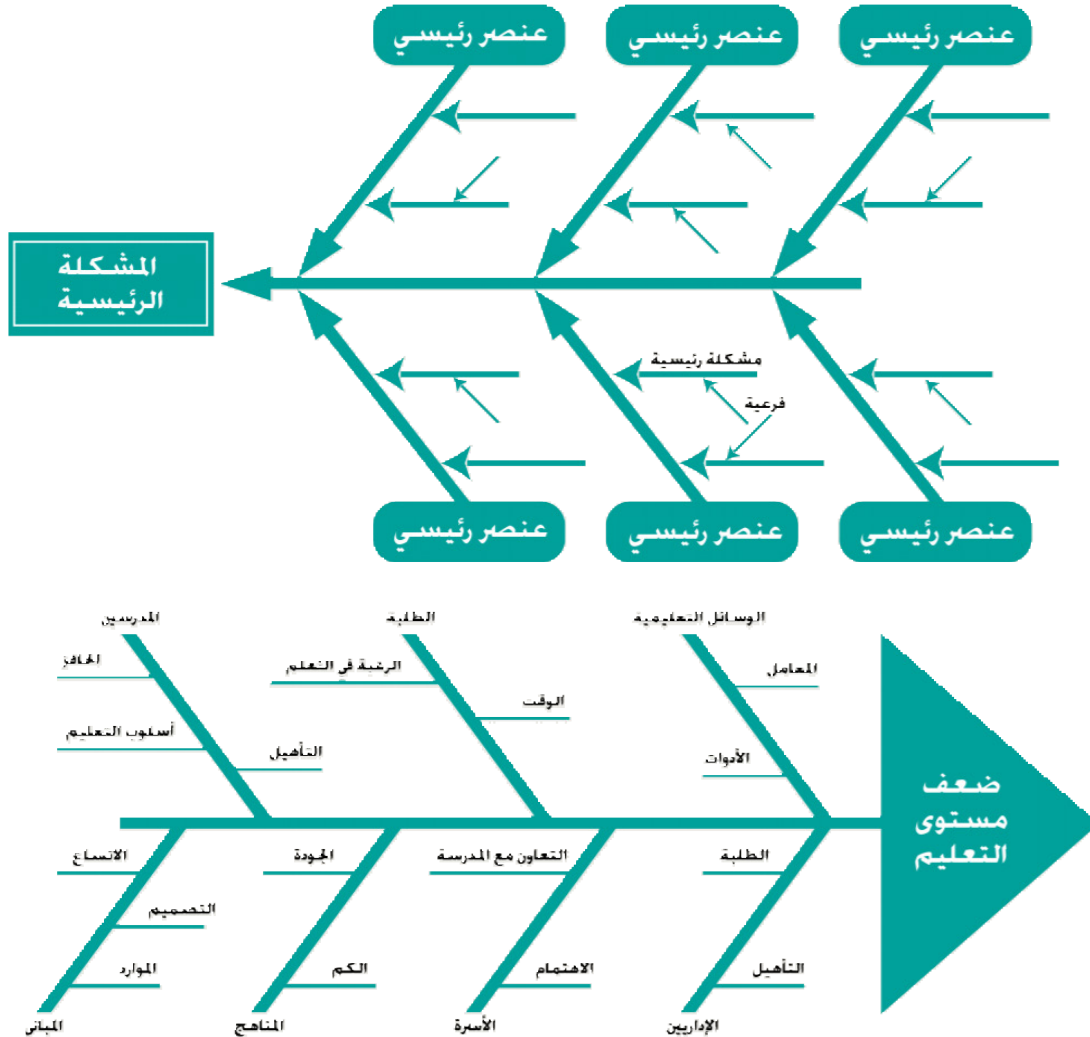 عنصر رئيسي
عنصر رئيسي
عنصر رئيسي
المشكلة
الرئيسية
مشكلة رئيسية
فرعية
عنصر رئيسي
عنصر رئيسي
عنصر رئيسي
الوسائل التعليمية
الطلبة
المدرسين
المعامل
الرغبة في التعلم
الحافز
الوقت
أسلوب التعليم
الأدوات
التأهيل
ضعف
مستوى
التعليم
الطلبة
التعاون مع المدرسة
الجودة
الاتساع
التصميم
التأهيل
الاهتمام
الكم
الموارد
الإداريين
الأسرة
المناهج
المبانى